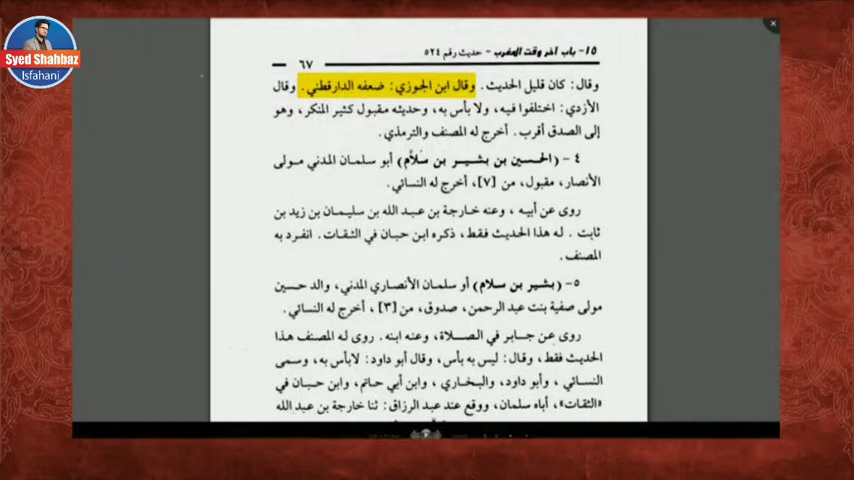 Syed Shahbaz
Isfahani
١٥- باب آخر وقت المغرب - حديث رقم ٥٢٤
٦٧
وقال: كان قليل الحديث. وقال ابن الجوزي: ضعفه الدارقطني. وقال
الأزدي: اختلفوا فيه، ولا بأس به، وحديثه مقبول كثير المنكر، وهو
إلى الصدق أقرب. أخرج له المصنف والترمذي.
٤- (الحسين بن بشير بن سلام) أبو سلمان المدني مولى
الأنصار، مقبول، من [٧]، أخرج له النسائي.
روى عن أبيه، وعنه خارجة بن عبد الله بن سليمان بن زيد بن
ثابت. له هذا الحديث فقط، ذكره ابن حبان في الثقات. انفرد به
المصنف.
٥- (بشير بن سلام) أو سلمان الأنصاري المدني، والد حسين
مولى صفية بنت عبد الرحمن، صدوق، من [٣]، أخرج له النسائي.
روى عن جابر في الصلاة، وعنه ابنه. روى له المصنف هذا
الحديث فقط، وقال: ليس به بأس، وقال أبو داود: لابأس به، وسمى
النسائي، وأبو داود، والبخاري، وابن أبي حاتم، وابن حبان في
«الثقات»، أباه سلمان، ووقع عند عبد الرزاق: ثنا خارجة بن عبد الله